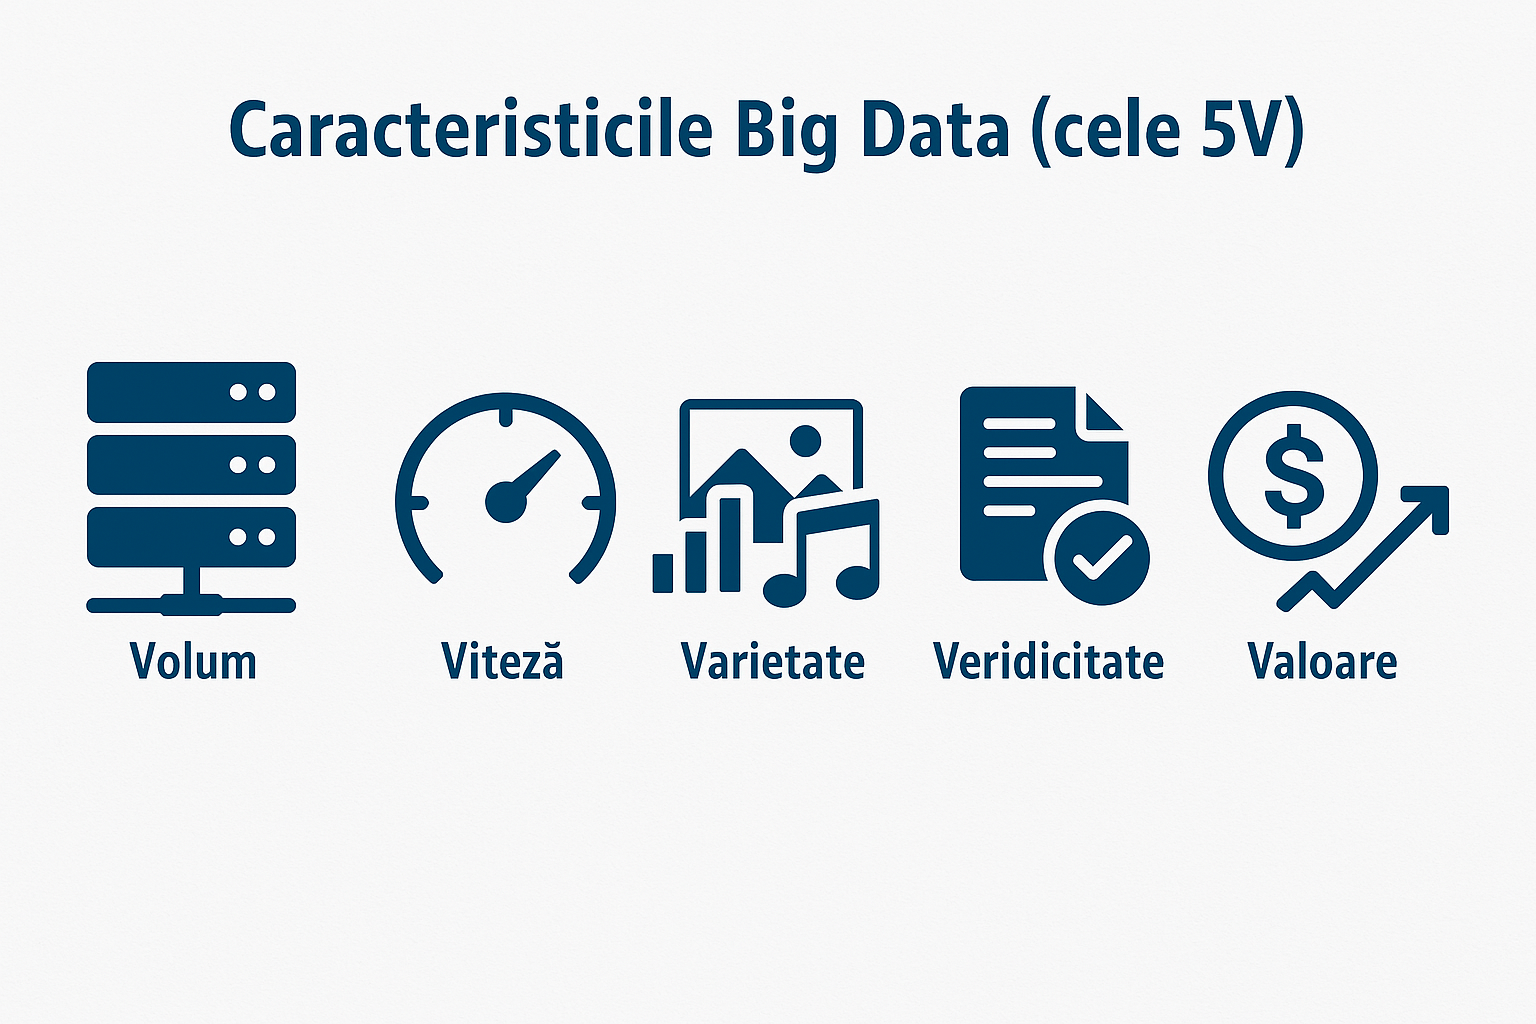 Caracteristicile Big Data (cele 5V)
$
Volum
Viteză
Varietate
Veridicitate
Valoare